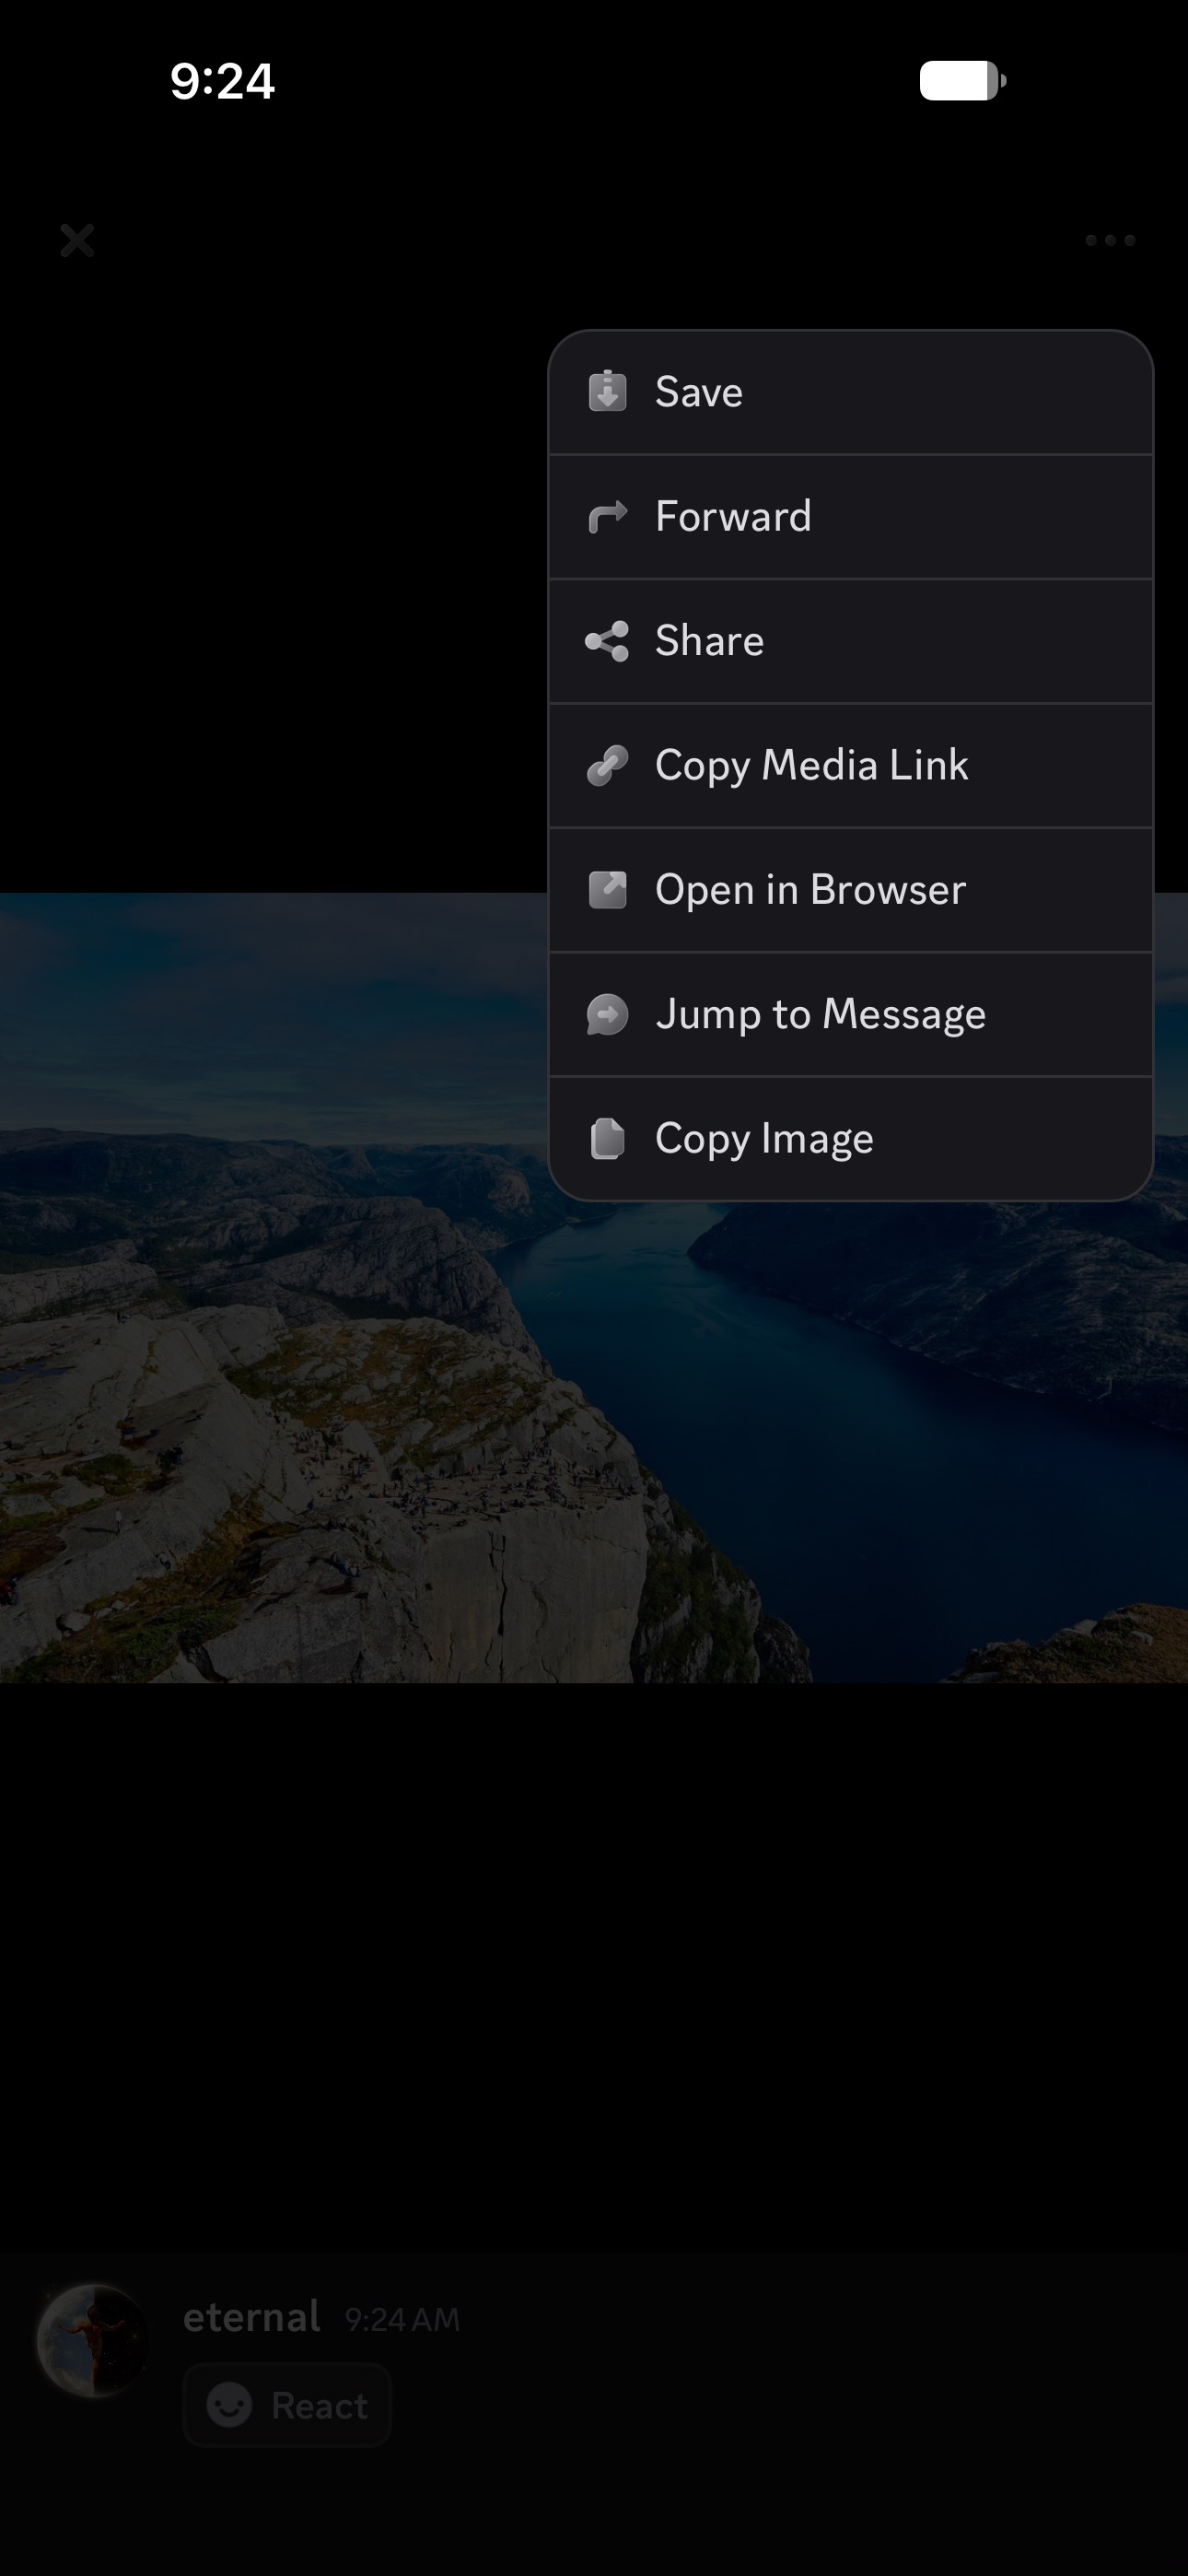 9:24
Save
Forward
Share
Copy Media Link
Open in Browser
Jump to Message
Copy Image
eternal 9:24 AM
React